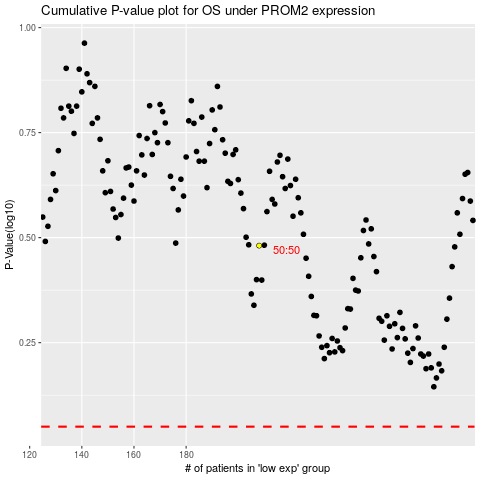 Cumulative P-value plot for OS under PROM2 expression
1.00
0.75
0.50
0.25
P-Value(log10)
50:50
120 140 160 180
# of patients in 'low exp' group